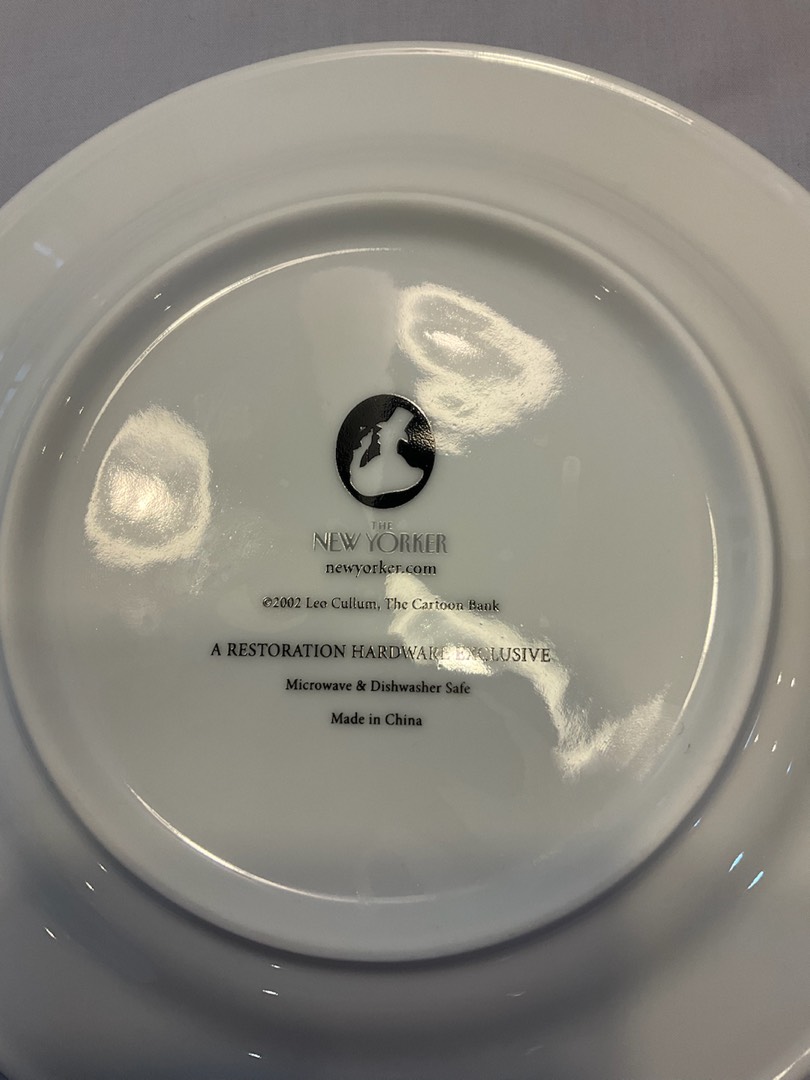 THE
NEW YORKER
newyorker.com
©2002 Leo Cullum, The Cartoon Bank
A RESTORATION HARDWARE EXCLUSIVE
Microwave & Dishwasher Safe
Made in China